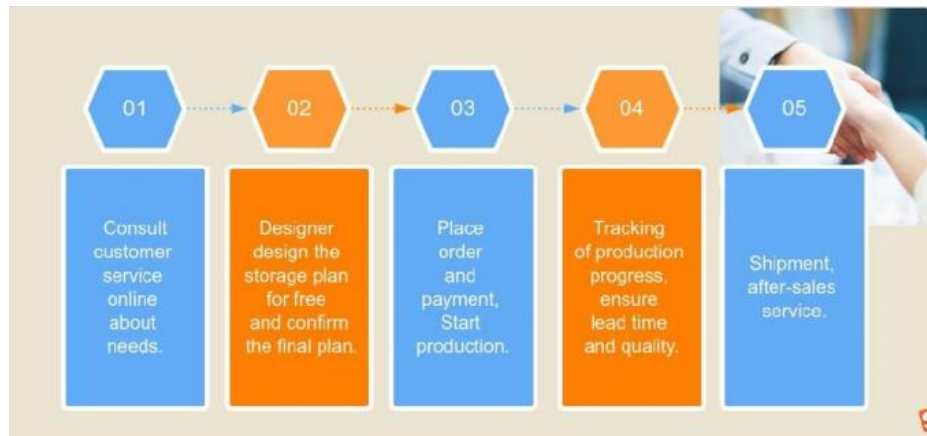 01
02
03
04
05
Consult
customer
service
online
about
needs.
Designer
design the
storage plan
for free
and confirm
the final plan.
Place
order
and
payment,
Start
production.
Tracking
of production
progress,
ensure
lead time
and quality.
Shipment,
after-sales
service.